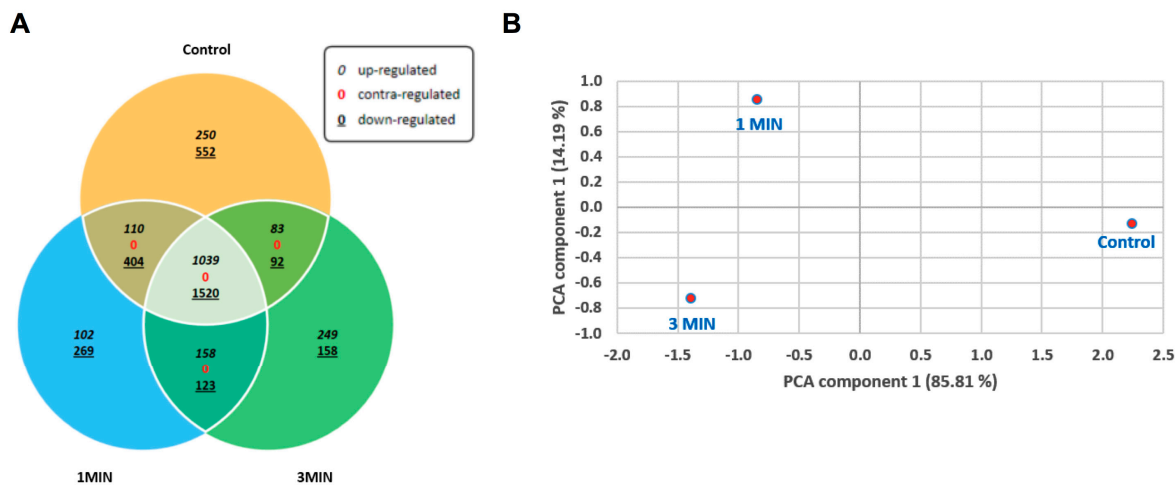 A
Control
0 up-regulated
0 contra-regulated
0 down-regulated
250
552
110
0
404
83
0
92
1039
0
1520
102
269
158
0
123
249
158
1MIN
3MIN
B
PCA component 1 (14.19 %)
1.0
0.8
0.6
0.4
0.2
0.0
-0.2
-0.4
-0.6
-0.8
-1.0
1 MIN
Control
3 MIN
-2.0 -1.5 -1.0 -0.5 0.0 0.5 1.0 1.5 2.0 2.5
PCA component 1 (85.81 %)